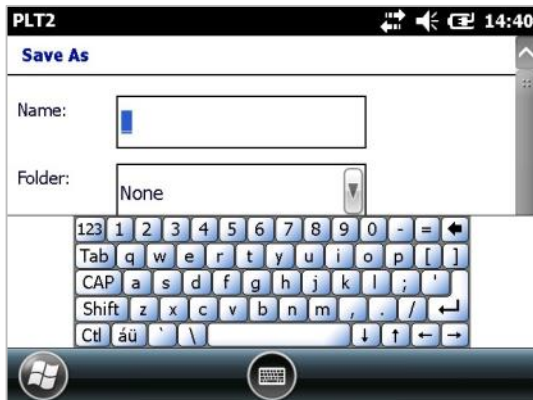 PLT2 14:40
Save As
Name:
Folder:
None
123 1 2 3 4 5 6 7 8 9 0 - =
Tab q w e r t y u i o p [ ]
CAP a s d f g h j k l ; '
Shift z x c v b n m , . /
Ctl áü ` \